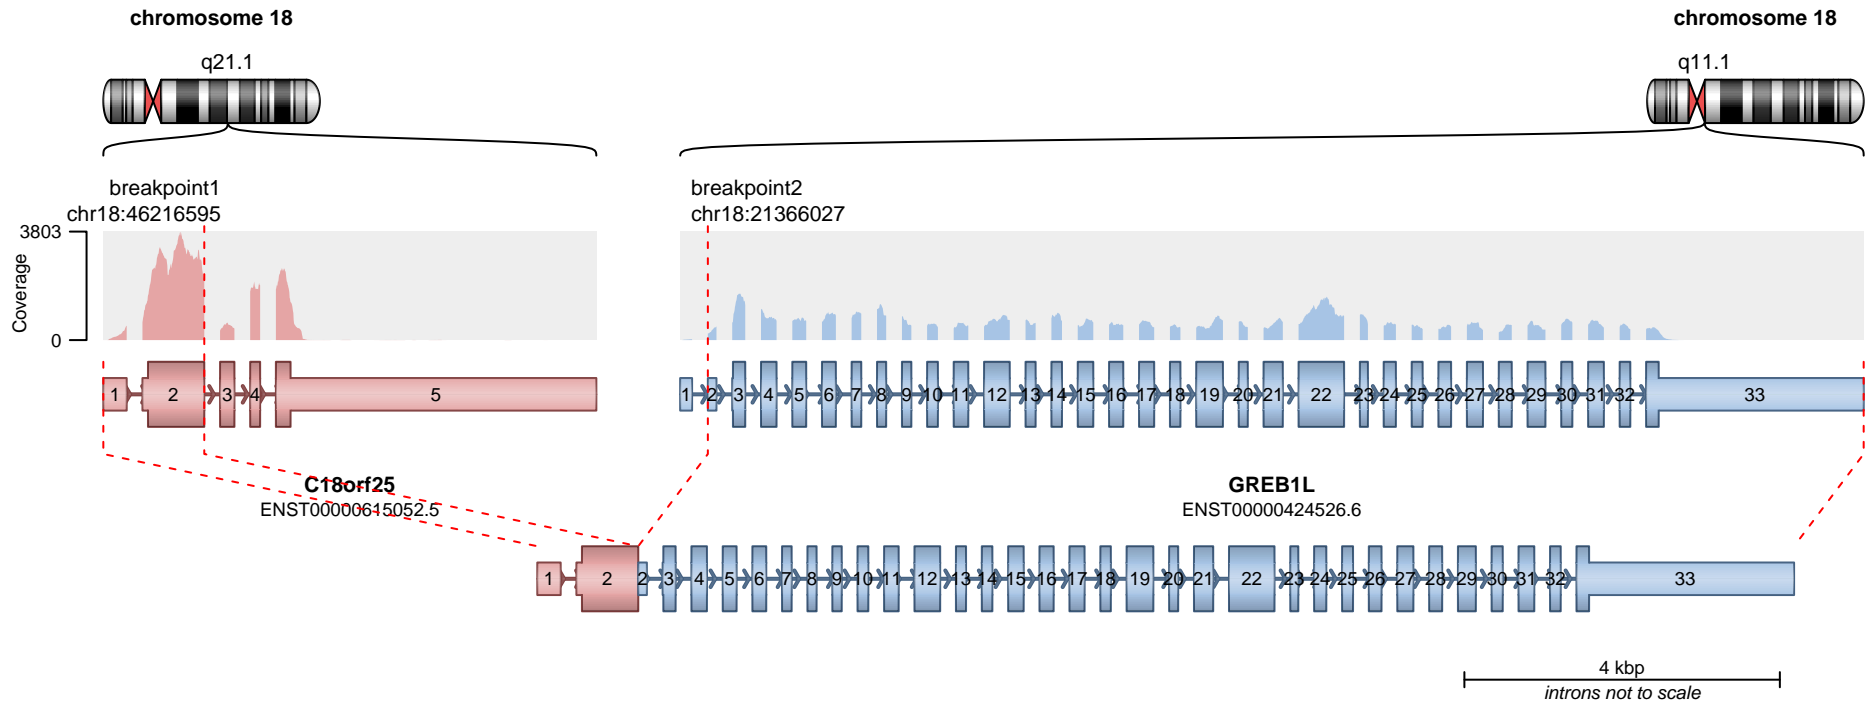 chromosome 18
chromosome 18
q21.1
q11.1
breakpoint1
chr18:46216595
breakpoint2
chr18:21366027
3803
Coverage
0
1 2 3 4 5
1 2 3 4 5 6 7 8 9 10 11 12 13 14 15 16 17 18 19 20 21 22 23 24 25 26 27 28 29 30 31 32 33
C18orf25
ENST00000615052.5
GREB1L
ENST00000424526.6
1 2 2 3 4 5 6 7 8 9 10 11 12 13 14 15 16 17 18 19 20 21 22 23 24 25 26 27 28 29 30 31 32 33
4 kbp
introns not to scale